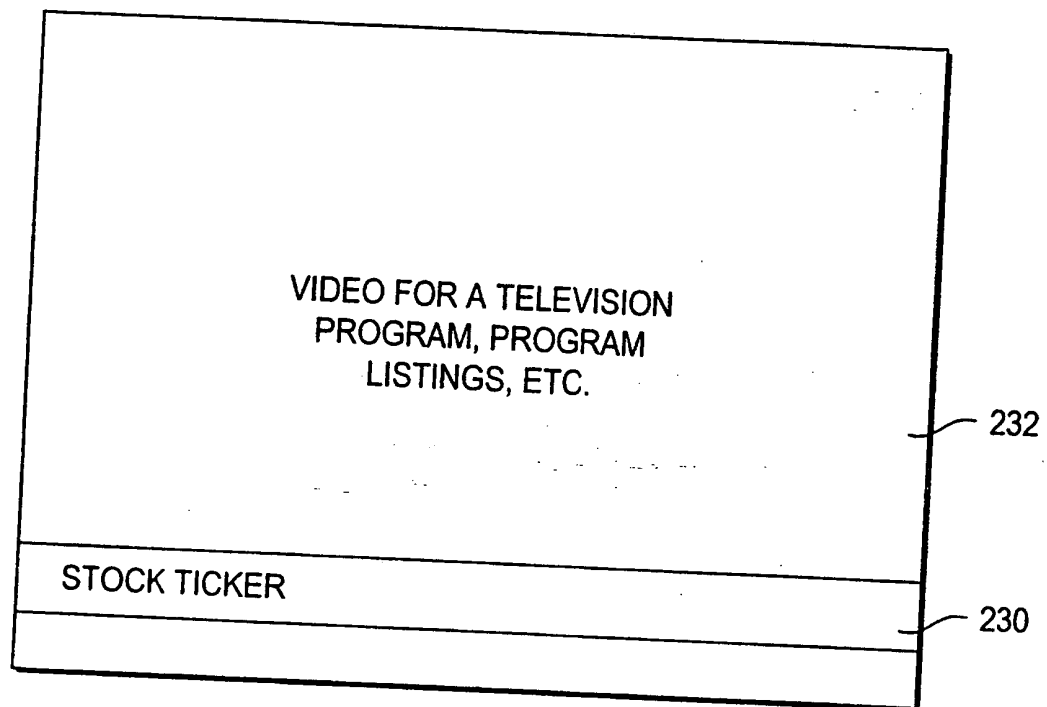 VIDEO FOR A TELEVISION
PROGRAM, PROGRAM
LISTINGS, ETC.
232
STOCK TICKER
230